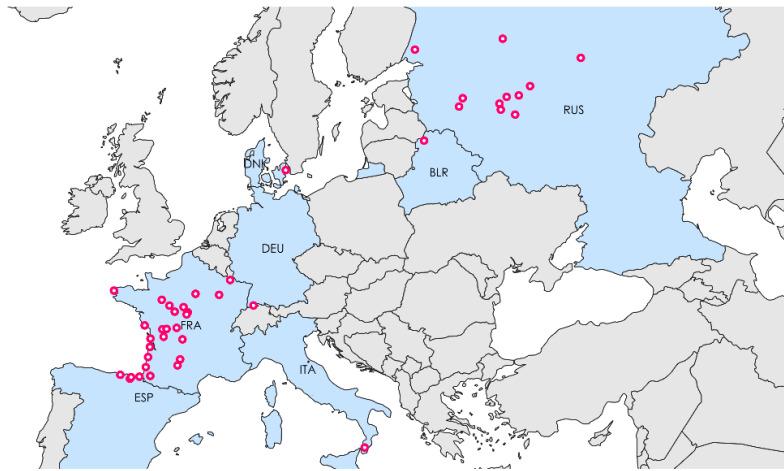 RUS
DNK
BLR
DEU
FRA
ITA
ESP